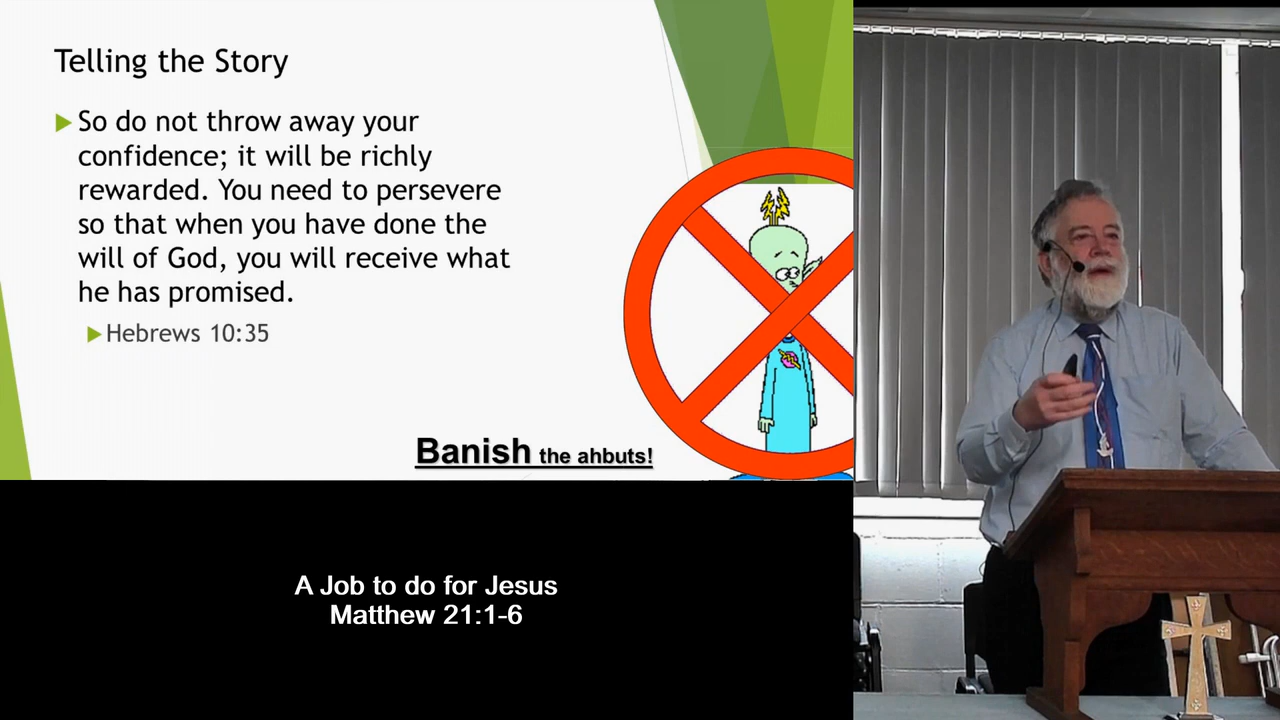 Telling the Story
So do not throw away your
confidence; it will be richly
rewarded. You need to persevere
so that when you have done the
will of God, you will receive what
he has promised.
Hebrews 10:35
Banish the ahbuts!
A Job to do for Jesus
Matthew 21:1-6